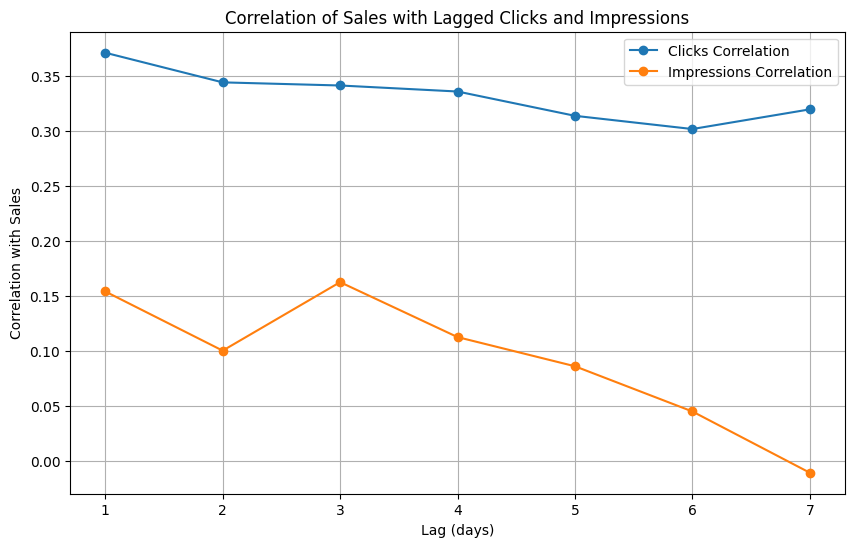 Correlation of Sales with Lagged Clicks and Impressions
Clicks Correlation
Impressions Correlation
Correlation with Sales
0.35
0.30
0.25
0.20
0.15
0.10
0.05
0.00
1 2 3 4 5 6 7
Lag (days)